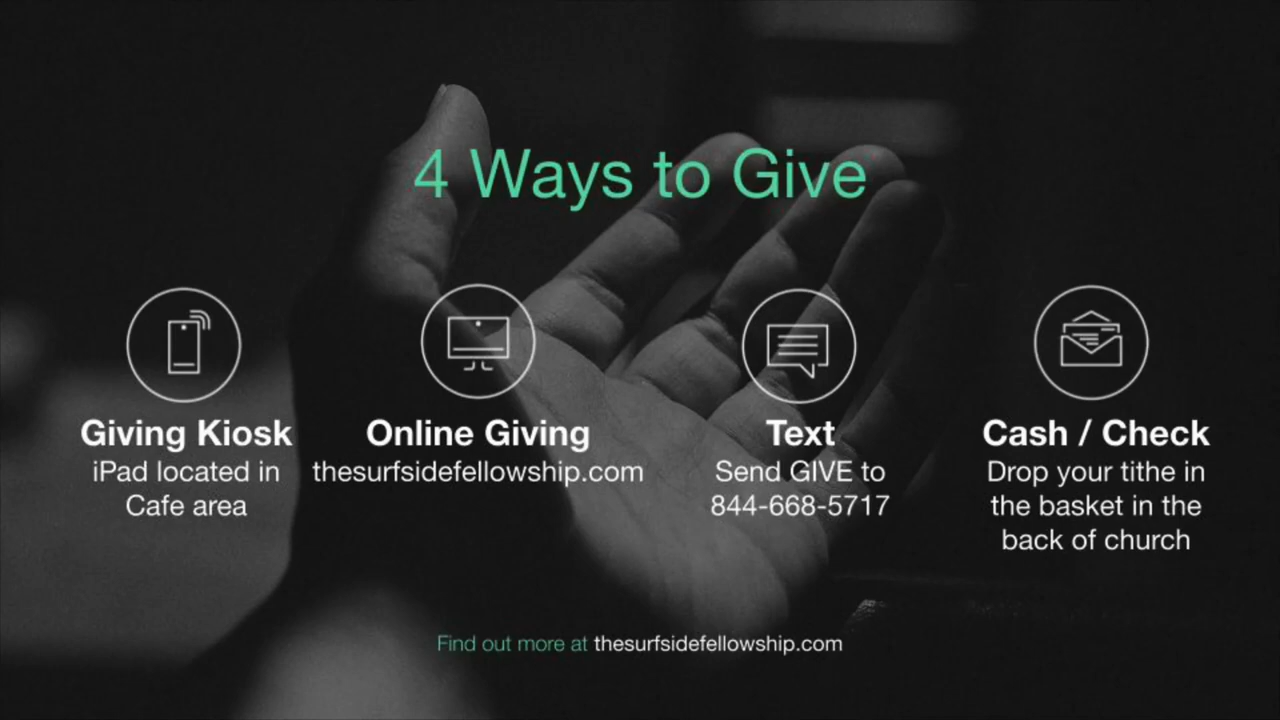 4 Ways to Give
Giving Kiosk
iPad located in
Cafe area
Online Giving
thesurfsidefellowship.com
Text
Send GIVE to
844-668-5717
Cash / Check
Drop your tithe in
the basket in the
back of church
Find out more at thesurfsidefellowship.com